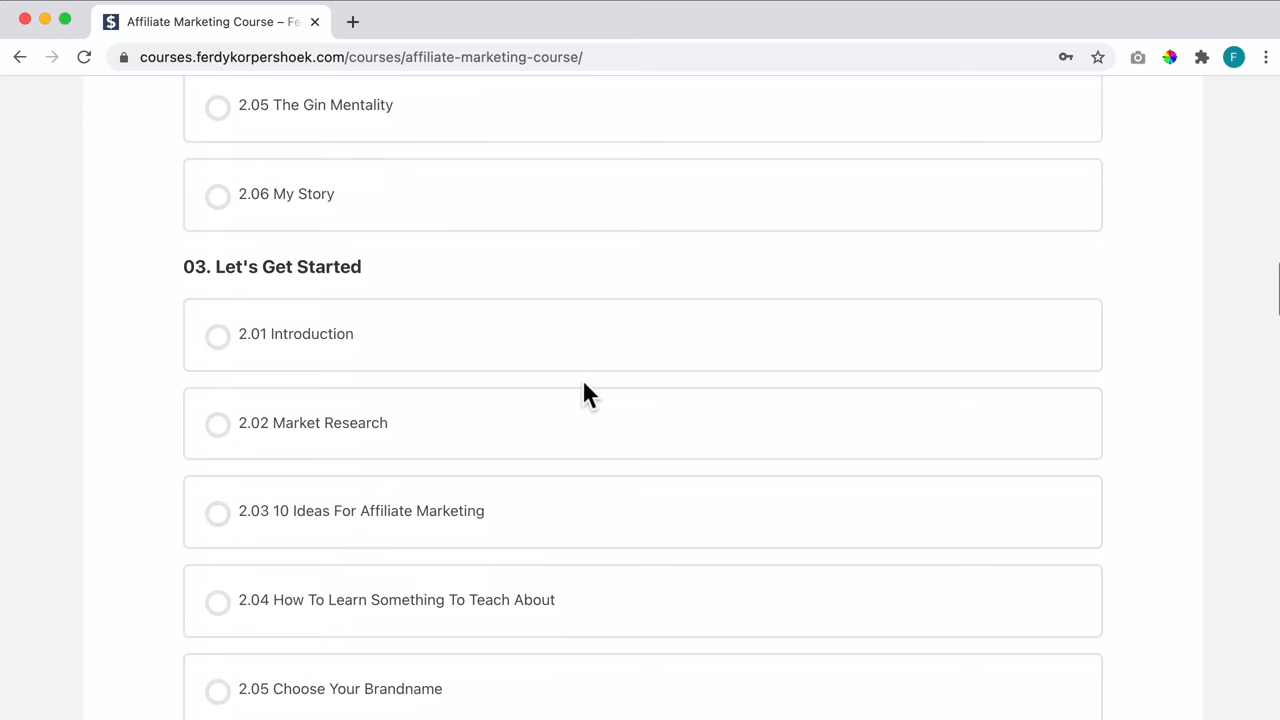 Affiliate Marketing Course – Fe
courses.ferdykorpershoek.com/courses/affiliate-marketing-course/
F
2.05 The Gin Mentality
2.06 My Story
03. Let's Get Started
2.01 Introduction
2.02 Market Research
2.03 10 Ideas For Affiliate Marketing
2.04 How To Learn Something To Teach About
2.05 Choose Your Brandname